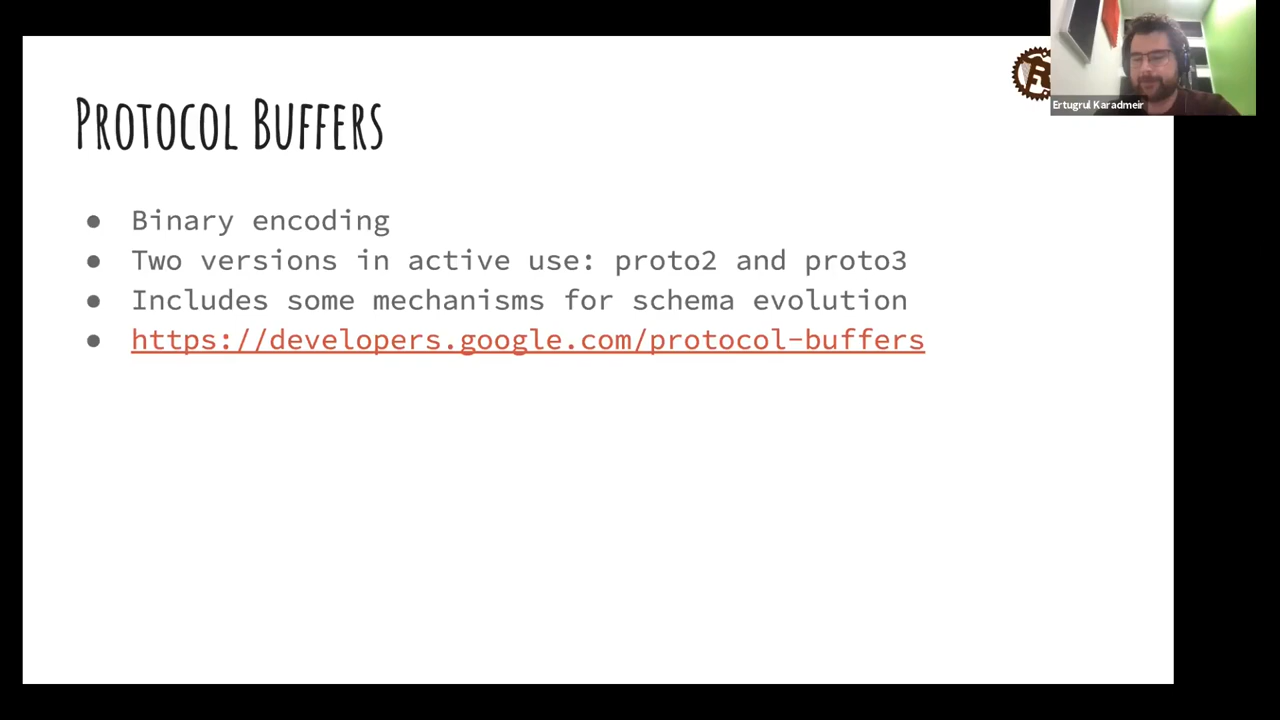 Protocol Buffers
Binary encoding
Two versions in active use: proto2 and proto3
Includes some mechanisms for schema evolution
https://developers.google.com/protocol-buffers
Ertugrul Karademir